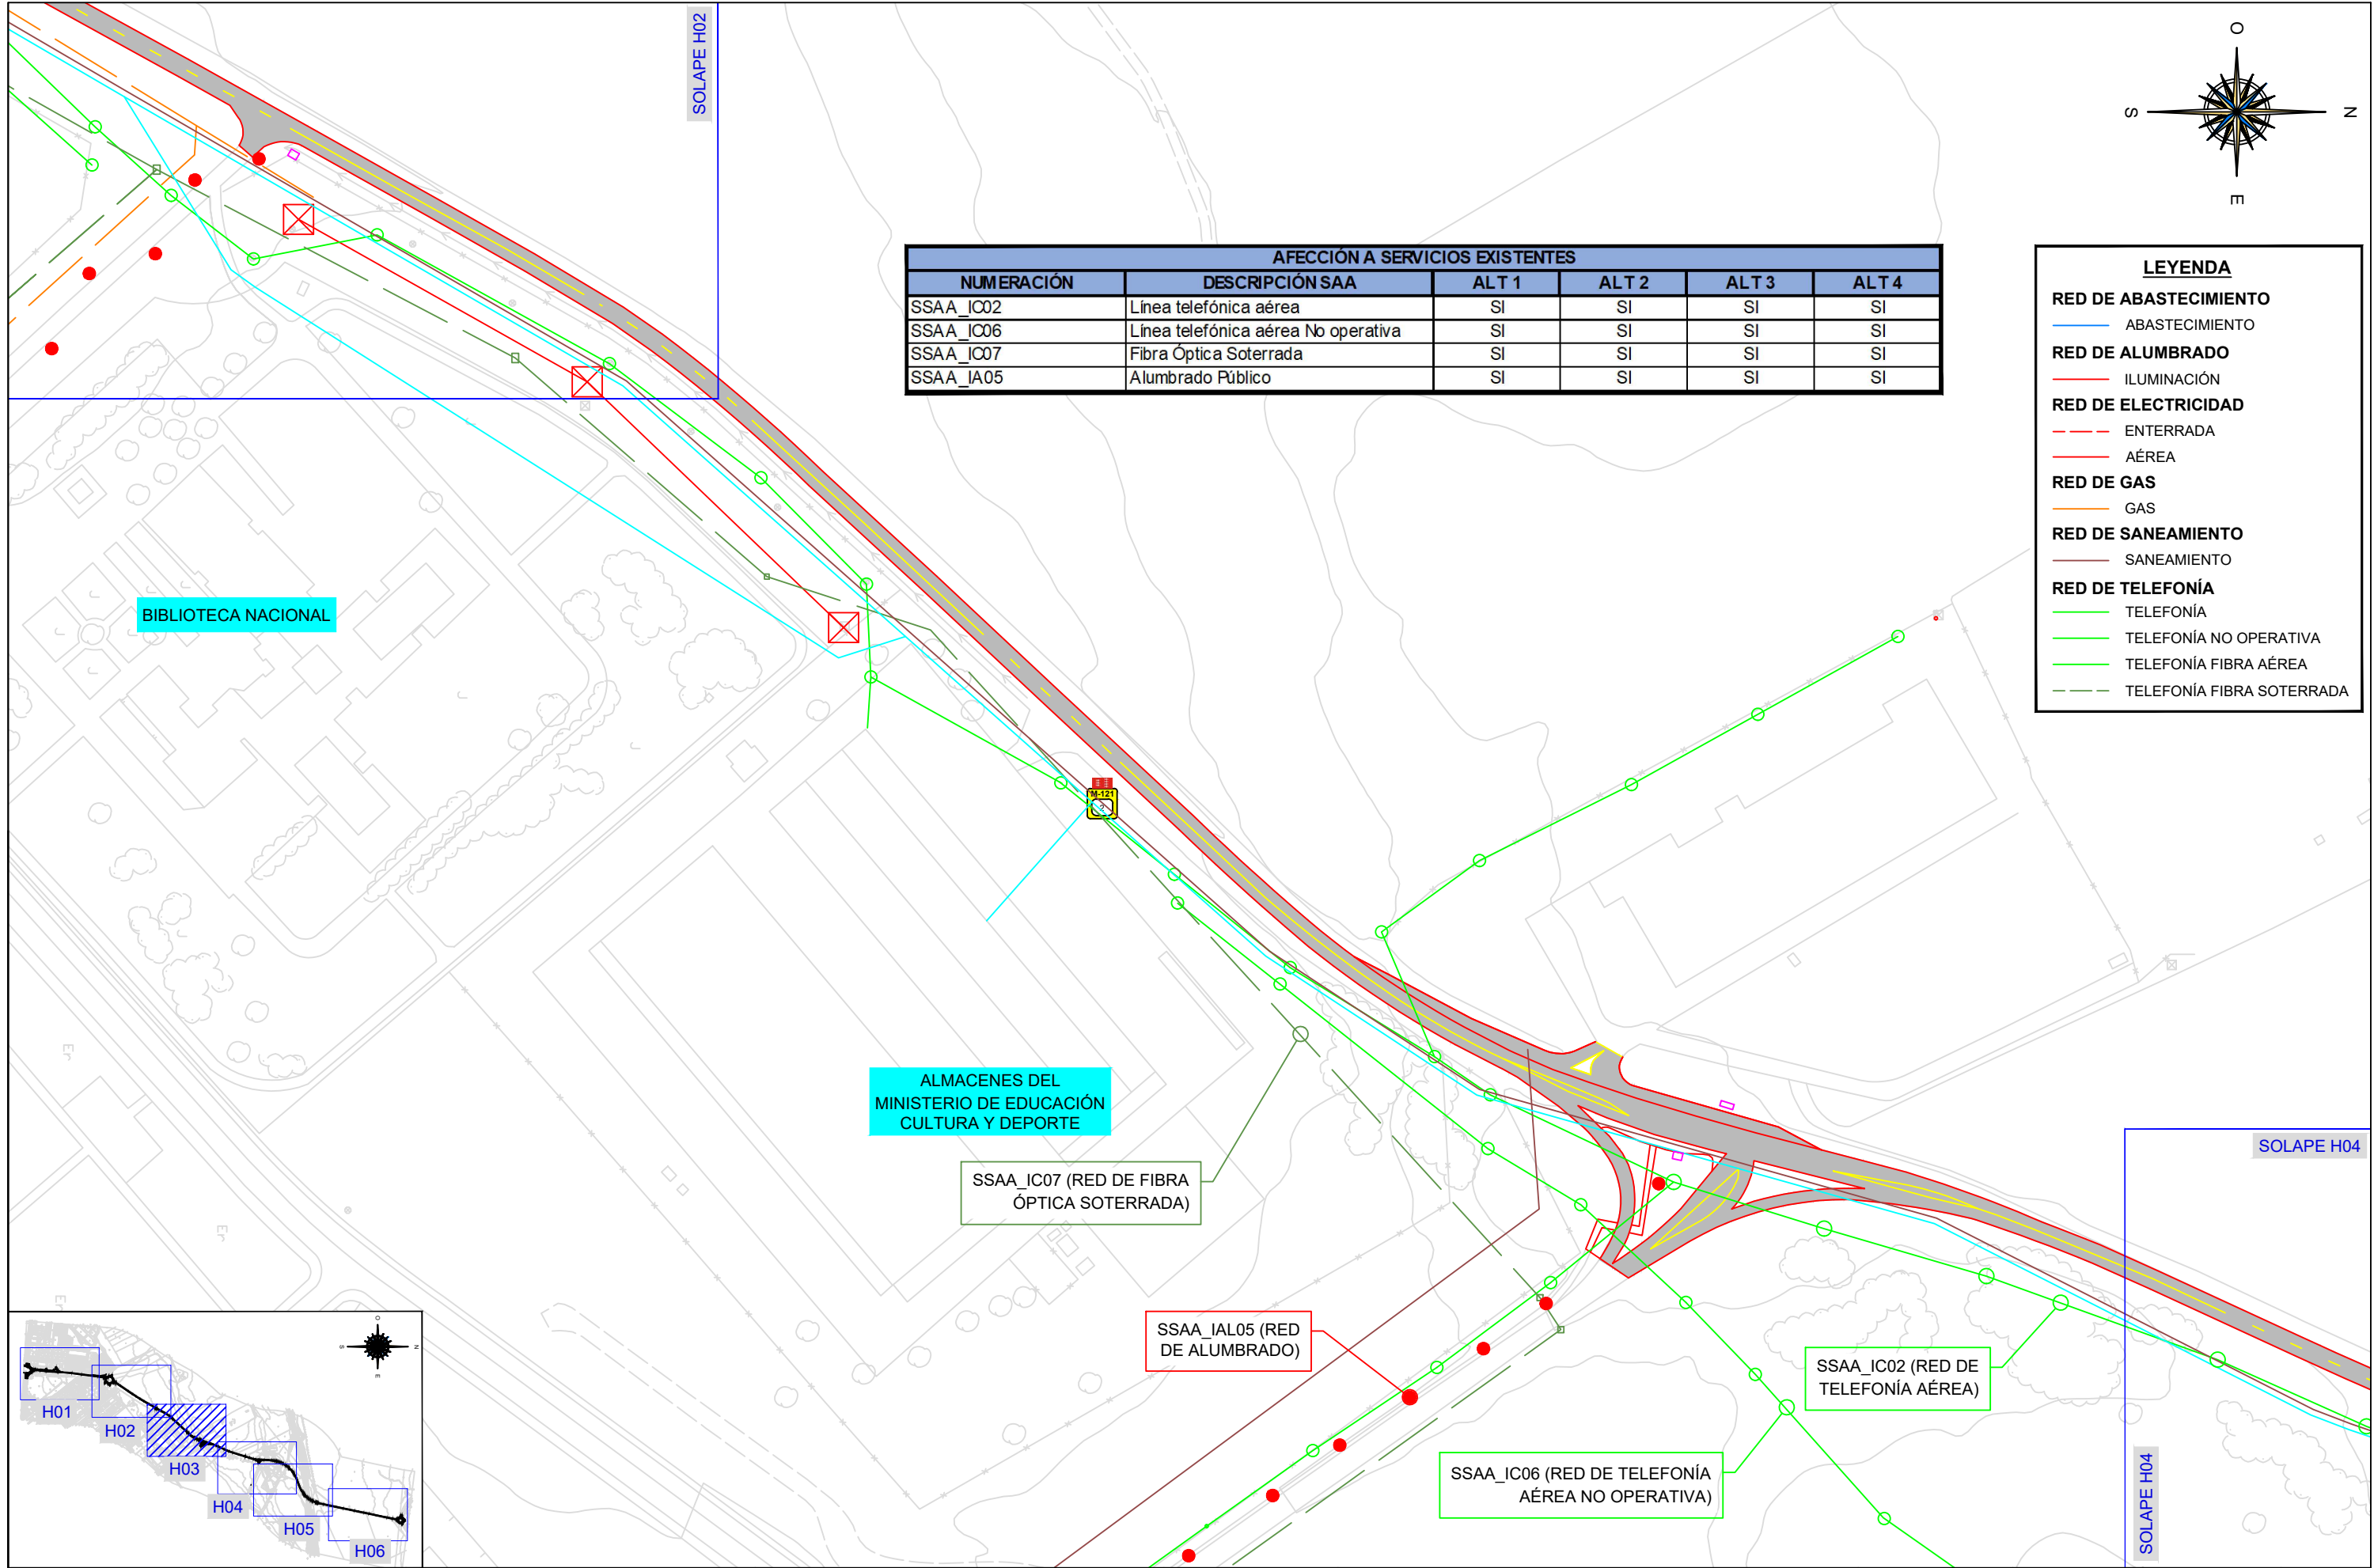 SOLAPE H02
O
S
N
E
AFECCIÓN A SERVICIOS EXISTENTES
NUMERACIÓN DESCRIPCIÓN SAA ALT 1 ALT 2 ALT 3 ALT 4
SSAA_IC02 Línea telefónica aérea SI SI SI SI
SSAA_IC06 Línea telefónica aérea No operativa SI SI SI SI
SSAA_IC07 Fibra Óptica Soterrada SI SI SI SI
SSAA_IA05 Alumbrado Público SI SI SI SI
LEYENDA
RED DE ABASTECIMIENTO
ABASTECIMIENTO
RED DE ALUMBRADO
ILUMINACIÓN
RED DE ELECTRICIDAD
ENTERRADA
AÉREA
RED DE GAS
GAS
RED DE SANEAMIENTO
SANEAMIENTO
RED DE TELEFONÍA
TELEFONÍA
TELEFONÍA NO OPERATIVA
TELEFONÍA FIBRA AÉREA
TELEFONÍA FIBRA SOTERRADA
BIBLIOTECA NACIONAL
M-121
2
ALMACENES DEL
MINISTERIO DE EDUCACIÓN
CULTURA Y DEPORTE
SSAA_IC07 (RED DE FIBRA
ÓPTICA SOTERRADA)
SOLAPE H04
SSAA_IAL05 (RED
DE ALUMBRADO)
SSAA_IC02 (RED DE
TELEFONÍA AÉREA)
SSAA_IC06 (RED DE TELEFONÍA
AÉREA NO OPERATIVA)
SOLAPE H04
Er
Er
Er
O
S
N
E
H01
H02
H03
H04
H05
H06